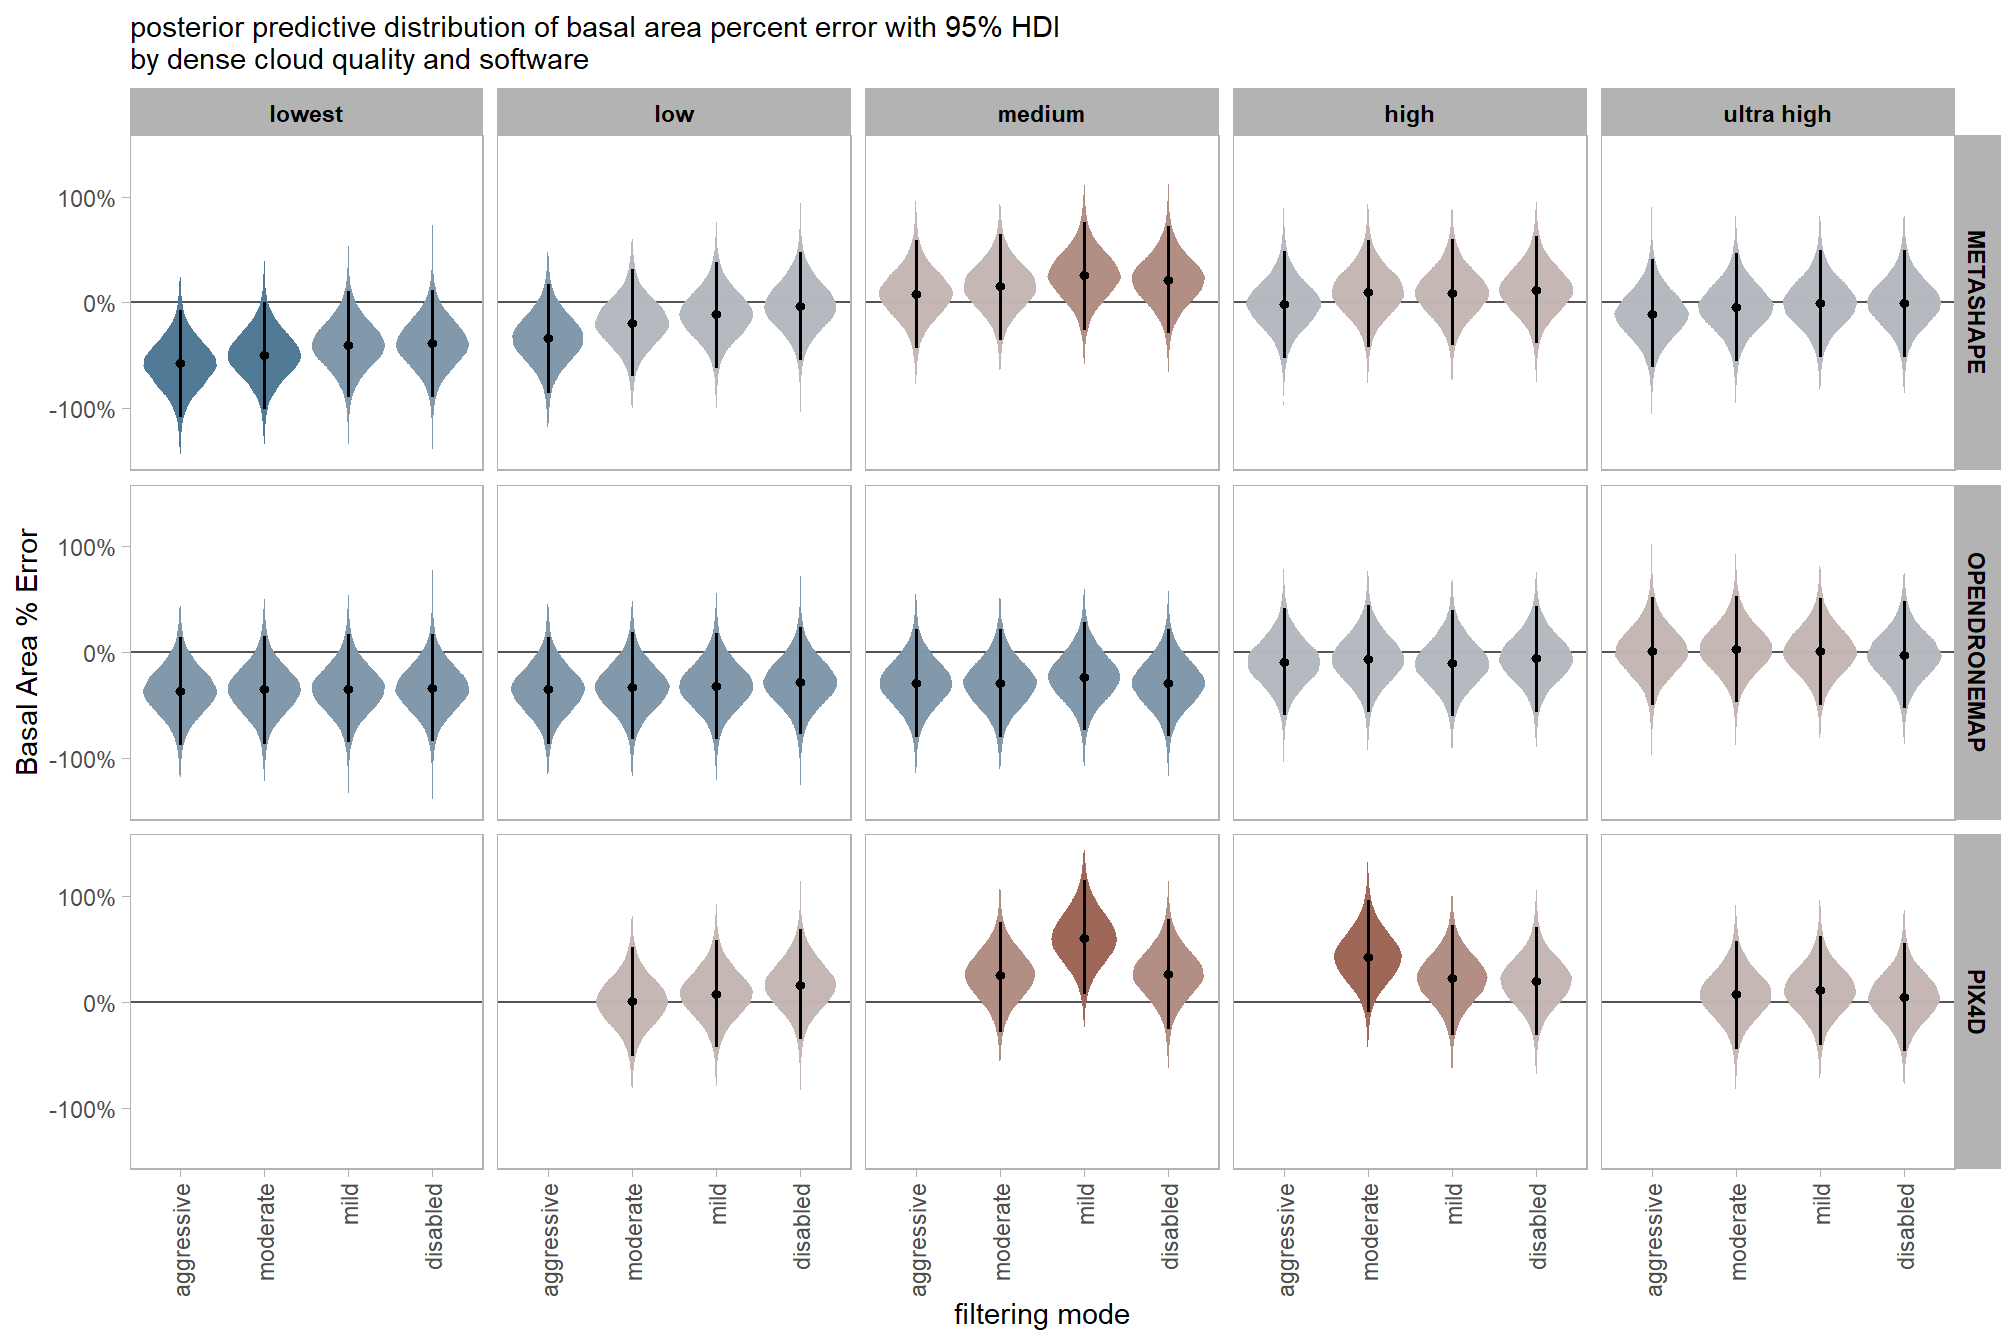 posterior predictive distribution of basal area percent error with 95% HDI
by dense cloud quality and software
lowest low medium high ultra high
100%
0%
-100%
METASHAPE
100%
0%
-100%
OPENDRONEMAP
100%
0%
-100%
PIX4D
Basal Area % Error
aggressive moderate mild disabled aggressive moderate mild disabled aggressive moderate mild disabled aggressive moderate mild disabled aggressive moderate mild disabled
filtering mode